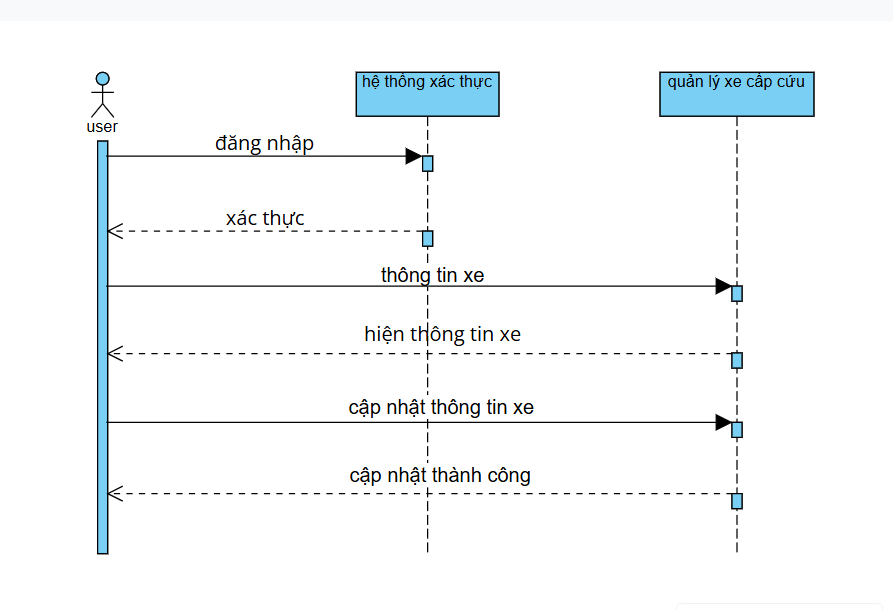 hệ thống xác thực
quản lý xe cấp cứu
user
đăng nhập
xác thực
thông tin xe
hiện thông tin xe
cập nhật thông tin xe
cập nhật thành công